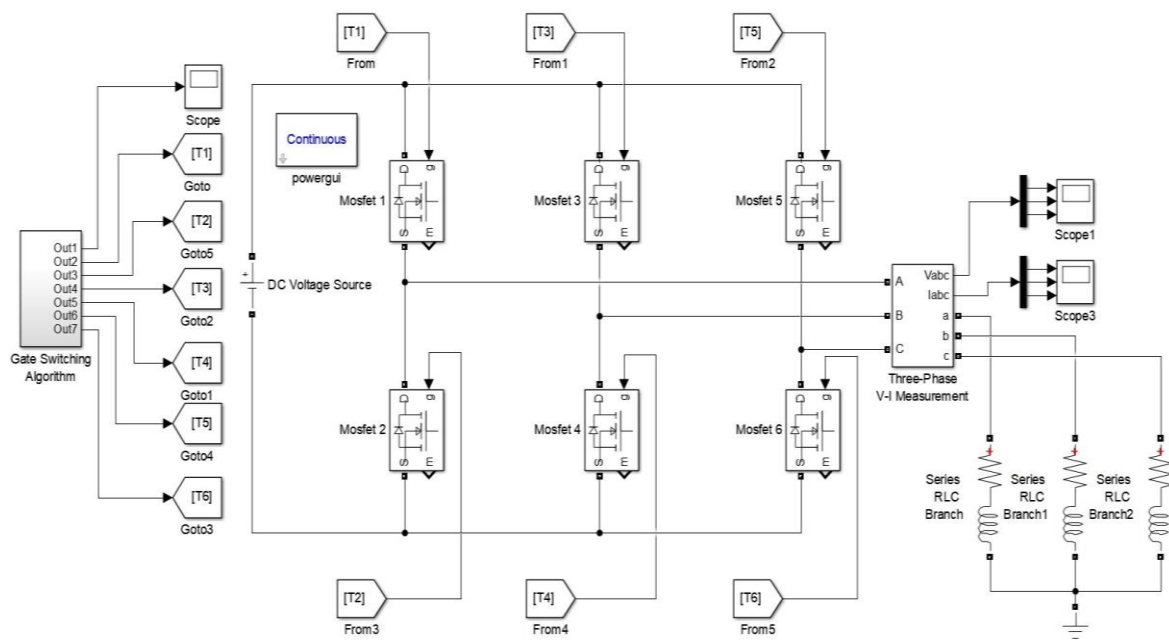 [T1]
From
[T3]
From1
[T5]
From2
Scope
[T1]
Goto
[T2]
Goto5
[T3]
Goto2
[T4]
Goto1
[T5]
Goto4
[T6]
Goto3
Out1
Out2
Out3
Out4
Out5
Out6
Out7
Gate Switching
Algorithm
Continuous
powergui
+
DC Voltage Source
D
g
S
m
Mosfet 1
D
g
S
m
Mosfet 3
D
g
S
m
Mosfet 5
D
g
S
m
Mosfet 2
D
g
S
m
Mosfet 4
D
g
S
m
Mosfet 6
A
B
C
Vabc
Iabc
a
b
c
Three-Phase
V-I Measurement
Scope1
Scope3
+
Series
RLC
Branch
+
Series
RLC
Branch1
+
Series
RLC
Branch2
[T2]
From3
[T4]
From4
[T6]
From5